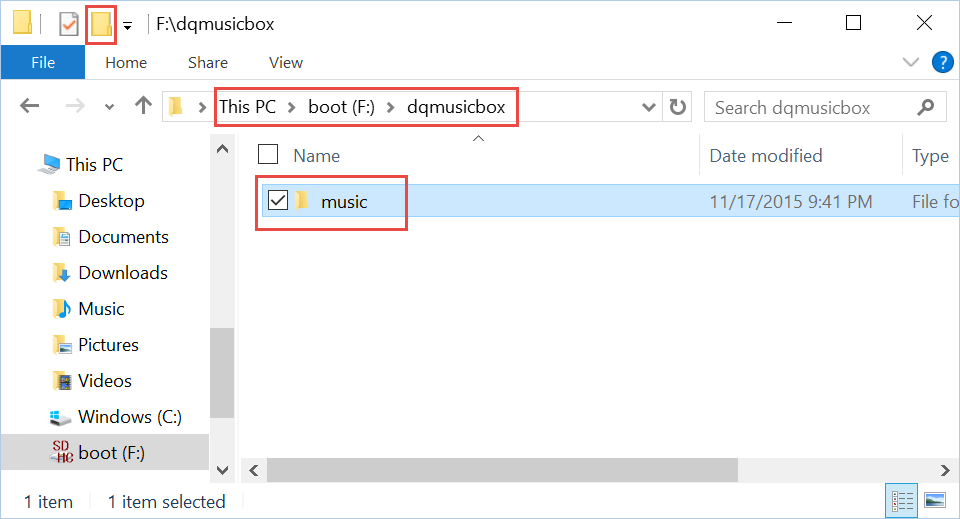 F:\dqmusicbox
File Home Share View ?
This PC boot (F:) dqmusicbox Search dqmusicbox
Name Date modified Type
music 11/17/2015 9:41 PM File fo
This PC
Desktop
Documents
Downloads
Music
Pictures
Videos
Windows (C:)
SD HC boot (F:)
1 item 1 item selected